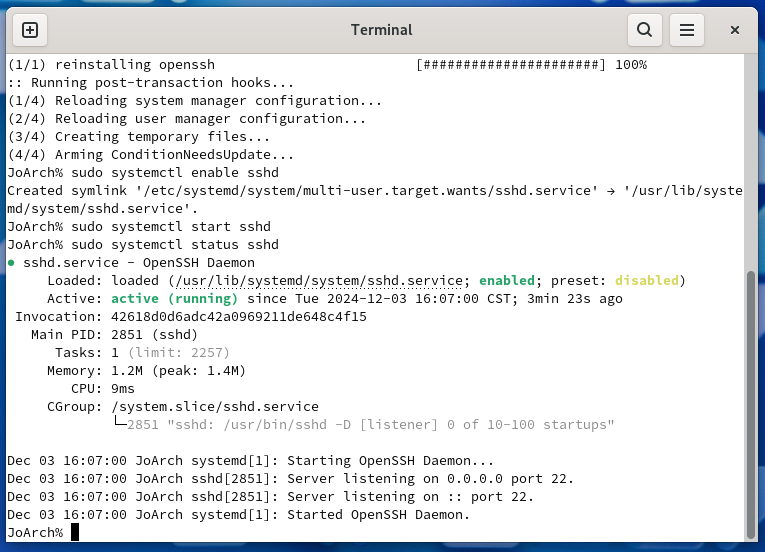 Terminal
(1/1) reinstalling openssh                         [######################] 100%
:: Running post-transaction hooks...
(1/4) Reloading system manager configuration...
(2/4) Reloading user manager configuration...
(3/4) Creating temporary files...
(4/4) Arming ConditionNeedsUpdate...
JoArch% sudo systemctl enable sshd
Created symlink '/etc/systemd/system/multi-user.target.wants/sshd.service' → '/usr/lib/syste
md/system/sshd.service'.
JoArch% sudo systemctl start sshd
JoArch% sudo systemctl status sshd
● sshd.service - OpenSSH Daemon
     Loaded: loaded (/usr/lib/systemd/system/sshd.service; enabled; preset: disabled)
     Active: active (running) since Tue 2024-12-03 16:07:00 CST; 3min 23s ago
 Invocation: 42618d0d6adc42a0969211de648c4f15
   Main PID: 2851 (sshd)
      Tasks: 1 (limit: 2257)
     Memory: 1.2M (peak: 1.4M)
        CPU: 9ms
     CGroup: /system.slice/sshd.service
             └─2851 "sshd: /usr/bin/sshd -D [listener] 0 of 10-100 startups"

Dec 03 16:07:00 JoArch systemd[1]: Starting OpenSSH Daemon...
Dec 03 16:07:00 JoArch sshd[2851]: Server listening on 0.0.0.0 port 22.
Dec 03 16:07:00 JoArch sshd[2851]: Server listening on :: port 22.
Dec 03 16:07:00 JoArch systemd[1]: Started OpenSSH Daemon.
JoArch%